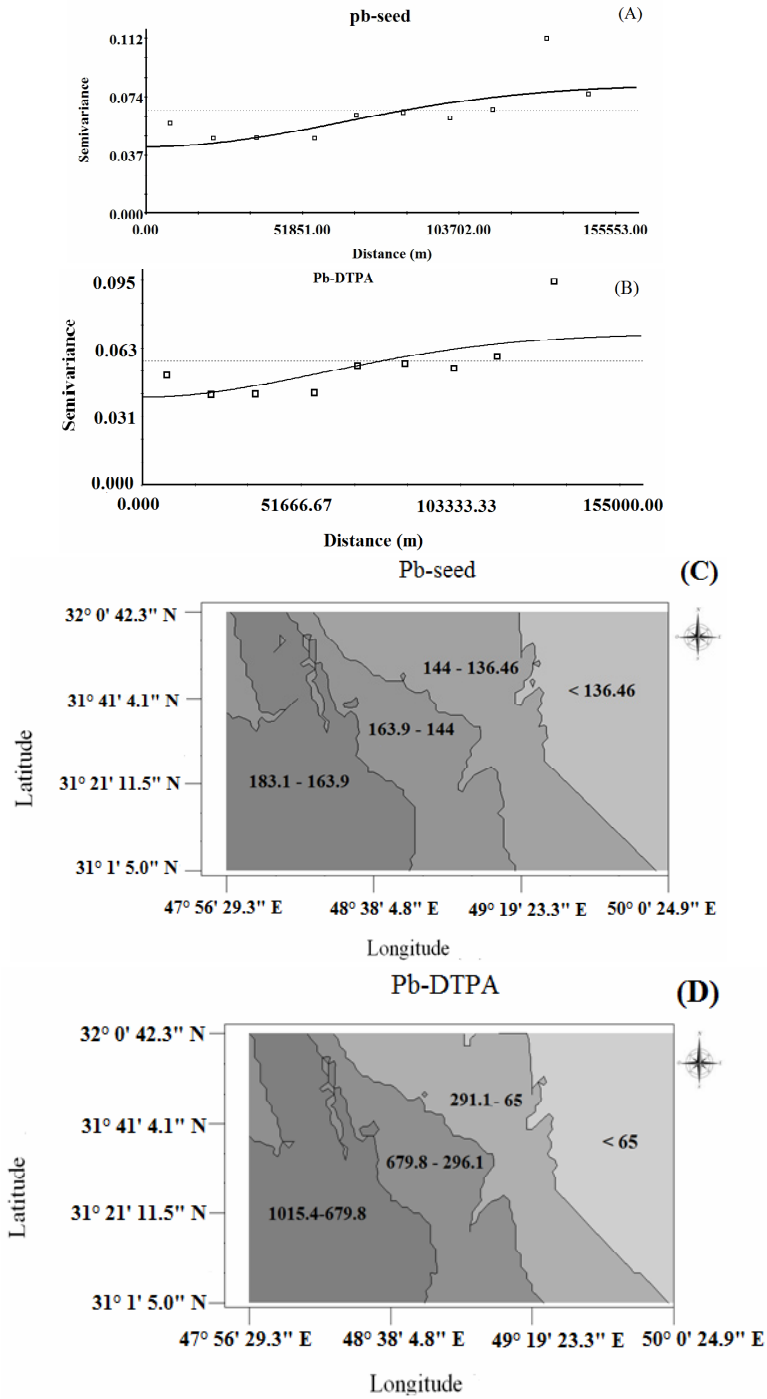 pb-seed
(A)
0.112
0.074
0.037
0.000
Semivariance
0.00 51851.00 103702.00 155553.00
Distance (m)
Pb-DTPA
(B)
0.095
0.063
0.031
0.000
Semivariance
0.000 51666.67 103333.33 155000.00
Distance (m)
Pb-seed
(C)
32° 0' 42.3" N
31° 41' 4.1" N
31° 21' 11.5" N
31° 1' 5.0" N
Latitude
144 - 136.46
< 136.46
163.9 - 144
183.1 - 163.9
47° 56' 29.3" E 48° 38' 4.8" E 49° 19' 23.3" E 50° 0' 24.9" E
Longitude
Pb-DTPA
(D)
32° 0' 42.3" N
31° 41' 4.1" N
31° 21' 11.5" N
31° 1' 5.0" N
Latitude
291.1 - 65
< 65
679.8 - 296.1
1015.4-679.8
47° 56' 29.3" E 48° 38' 4.8" E 49° 19' 23.3" E 50° 0' 24.9" E
Longitude